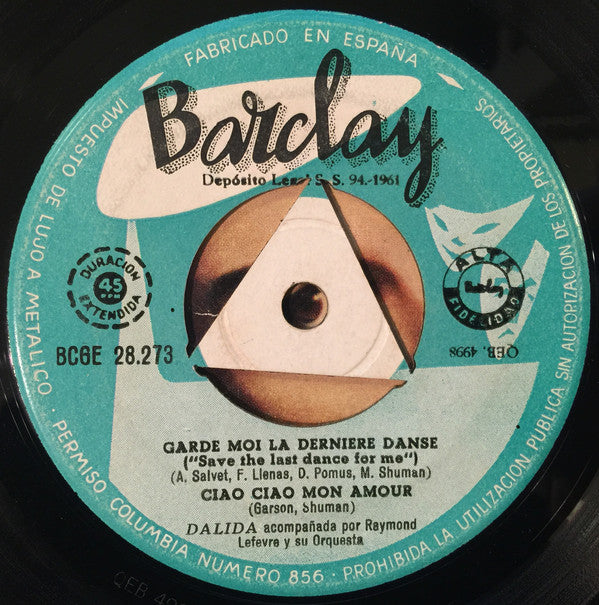 FABRICADO EN ESPAÑA
Barclay
Depósito Legal S. S. 94.-1961
DURACION
45
RPM
EXTENDIDA
ALTA
Barclay
FIDELIDAD
BCGE 28.273
QEB. 4998
GARDE MOI LA DERNIERE DANSE
("Save the last dance for me")
(A. Salvet, F. Llenas, D. Pomus, M. Shuman)
CIAO CIAO MON AMOUR
(Garson, Shuman)
DALIDA acompañada por Raymond
Lefevre y su Orquesta
IMPUESTO DE LUJO A METALICO. - PERMISO COLUMBIA NUMERO 856 - PROHIBIDA LA UTILIZACION PUBLICA SIN AUTORIZACION DE LOS PROPIETARIOS